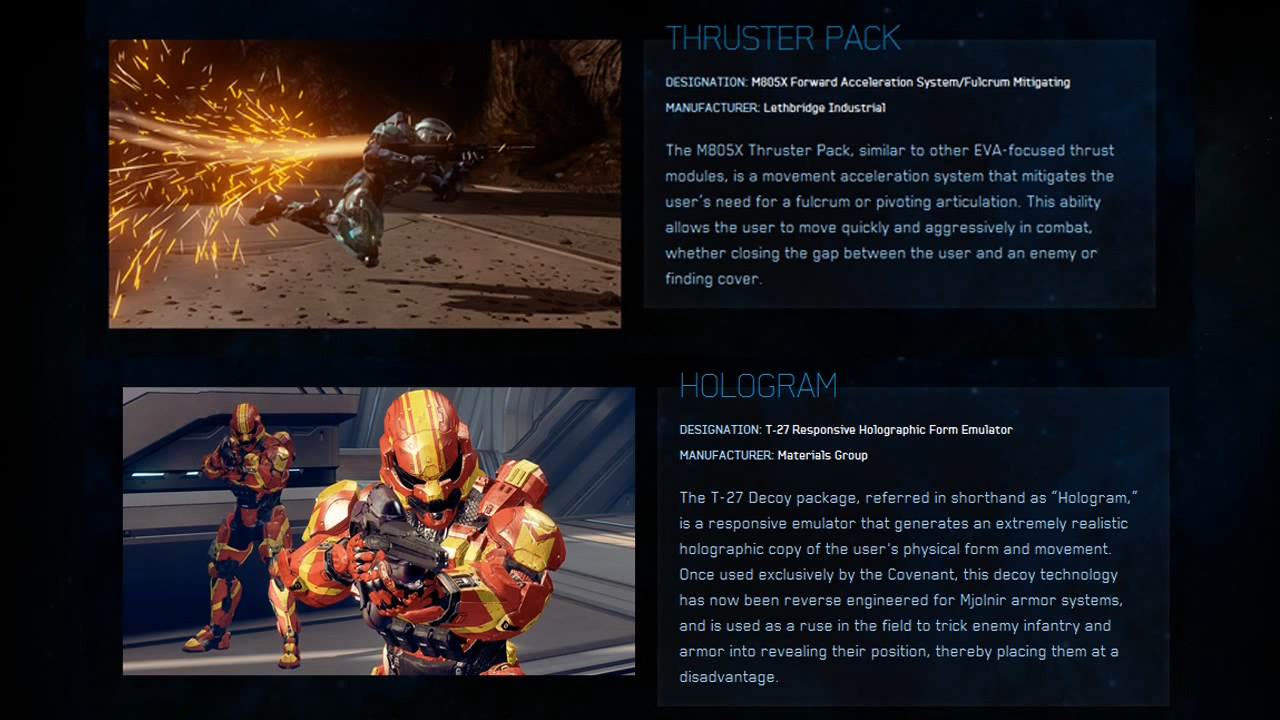 THRUSTER PACK
DESIGNATION: M805X Forward Acceleration System/Fulcrum Mitigating
MANUFACTURER: Lethbridge Industrial
The M805X Thruster Pack, similar to other EVA-focused thrust
modules, is a movement acceleration system that mitigates the
user's need for a fulcrum or pivoting articulation. This ability
allows the user to move quickly and aggressively in combat,
whether closing the gap between the user and an enemy or
finding cover.
HOLOGRAM
DESIGNATION: T-27 Responsive Holographic Form Emulator
MANUFACTURER: Materials Group
The T-27 Decoy package, referred in shorthand as “Hologram,”
is a responsive emulator that generates an extremely realistic
holographic copy of the user's physical form and movement.
Once used exclusively by the Covenant, this decoy technology
has now been reverse engineered for Mjolnir armor systems,
and is used as a ruse in the field to trick enemy infantry and
armor into revealing their position, thereby placing them at a
disadvantage.